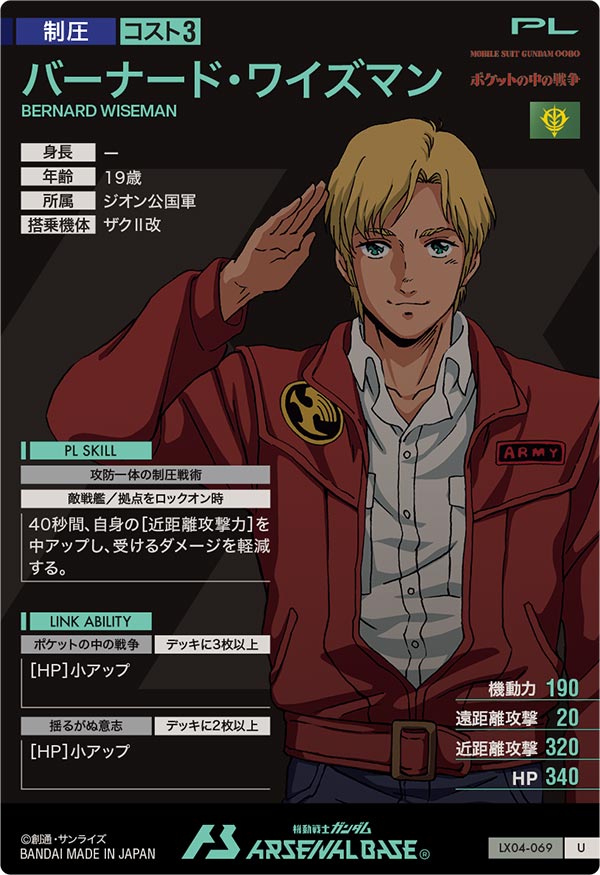 制圧
コスト3
PL
バーナード・ワイズマン
BERNARD WISEMAN
MOBILE SUIT GUNDAM 0080
ポケットの中の戦争
身長 ー
年齢 19歳
所属 ジオン公国軍
搭乗機体 ザクⅡ改
ARMY
PL SKILL
攻防一体の制圧戦術
敵戦艦／拠点をロックオン時
40秒間、自身の[近距離攻撃力]を
中アップし、受けるダメージを軽減
する。
LINK ABILITY
ポケットの中の戦争 デッキに3枚以上
[HP]小アップ
揺るがぬ意志 デッキに2枚以上
[HP]小アップ
機動力 190
遠距離攻撃 20
近距離攻撃 320
HP 340
©創通・サンライズ
BANDAI MADE IN JAPAN
機動戦士ガンダム
AB ARSENAL BASE®
LX04-069 U